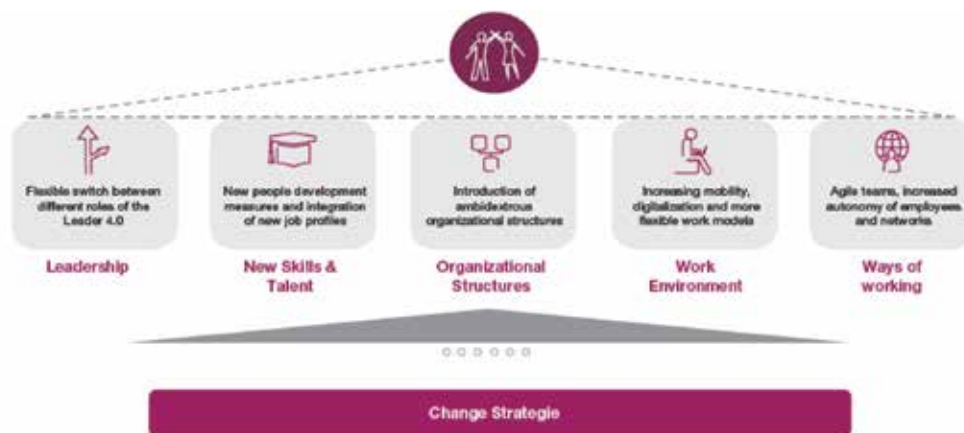 Flexible switch between
different roles of the
Leader 4.0
New people development
measures and integration
of new job profiles
Introduction of
ambidextrous
organizational structures
Increasing mobility,
digitalization and more
flexible work models
Agile teams, increased
autonomy of employees
and networks
Leadership
New Skills &
Talent
Organizational
Structures
Work
Environment
Ways of
working
Change Strategie